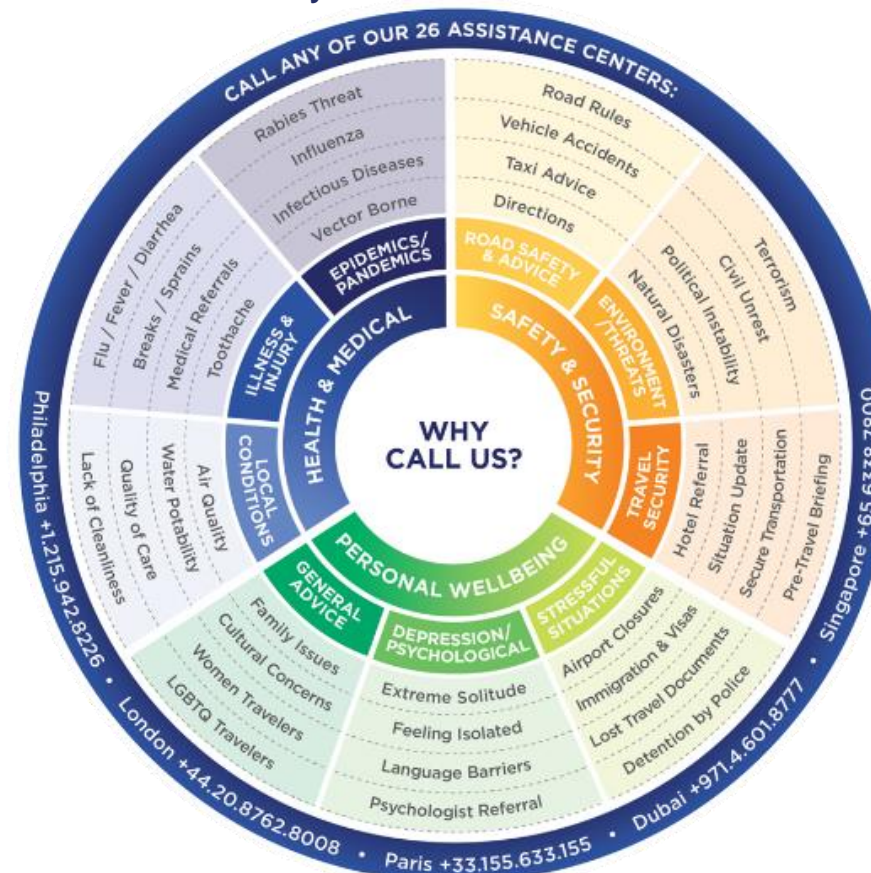 CALL ANY OF OUR 26 ASSISTANCE CENTERS:
WHY
CALL US?
HEALTH & MEDICAL
EPIDEMICS/
PANDEMICS
Rabies Threat
Influenza
Infectious Diseases
Vector Borne
ILLNESS &
INJURY
Flu / Fever / Diarrhea
Breaks / Sprains
Medical Referrals
Toothache
LOCAL
CONDITIONS
Lack of Cleanliness
Quality of Care
Water Potability
Air Quality
SAFETY & SECURITY
ROAD SAFETY
& ADVICE
Road Rules
Vehicle Accidents
Taxi Advice
Directions
ENVIRONMENT
/THREATS
Terrorism
Civil Unrest
Political Instability
Natural Disasters
TRAVEL
SECURITY
Hotel Referral
Situation Update
Secure Transportation
Pre-Travel Briefing
PERSONAL WELLBEING
STRESSFUL
SITUATIONS
Airport Closures
Immigration & Visas
Lost Travel Documents
Detention by Police
DEPRESSION/
PSYCHOLOGICAL
Extreme Solitude
Feeling Isolated
Language Barriers
Psychologist Referral
GENERAL
ADVICE
Family Issues
Cultural Concerns
Women Travelers
LGBTQ Travelers
Philadelphia +1.215.942.8226 • London +44.20.8762.8008 • Paris +33.155.633.155 • Dubai +971.4.601.8777 • Singapore +65.6338.7800